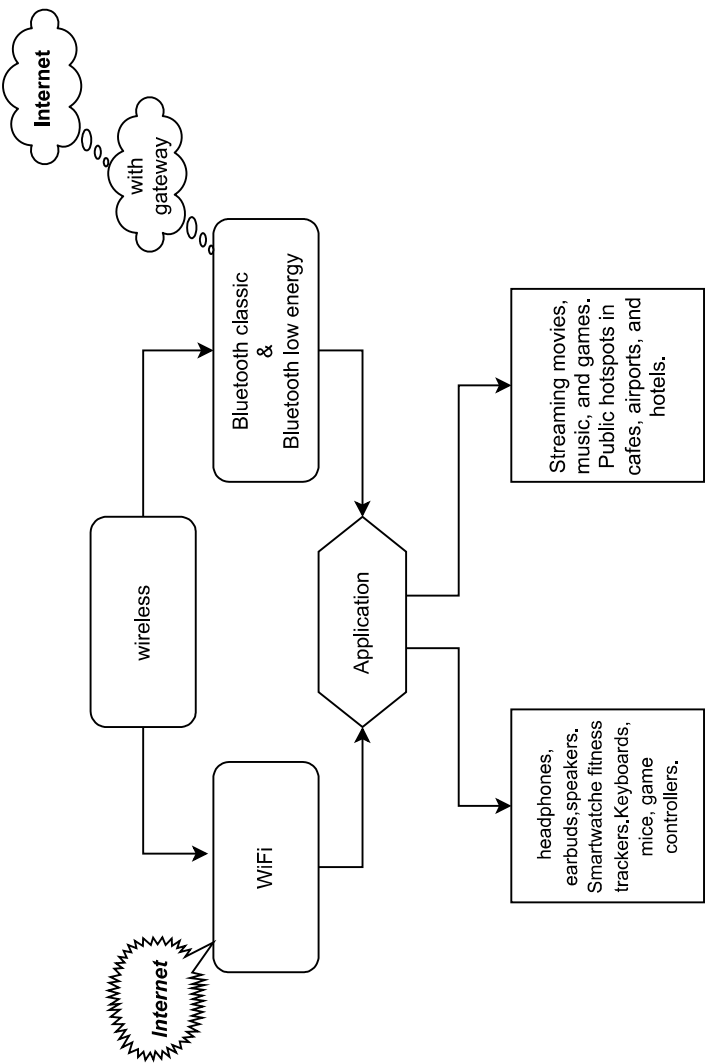 Internet
with
gateway
wireless
Bluetooth classic
&
Bluetooth low energy
WiFi
Internet
Application
headphones,
earbuds,speakers.
Smartwatche fitness
trackers.Keyboards,
mice, game
controllers.
Streaming movies,
music, and games.
Public hotspots in
cafes, airports, and
hotels.